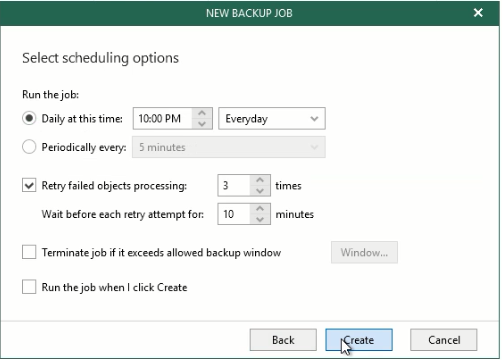 NEW BACKUP JOB
Select scheduling options
Run the job:
Daily at this time: 10:00 PM Everyday
Periodically every: 5 minutes
Retry failed objects processing: 3 times
Wait before each retry attempt for: 10 minutes
Terminate job if it exceeds allowed backup window Window...
Run the job when I click Create
Back Create Cancel